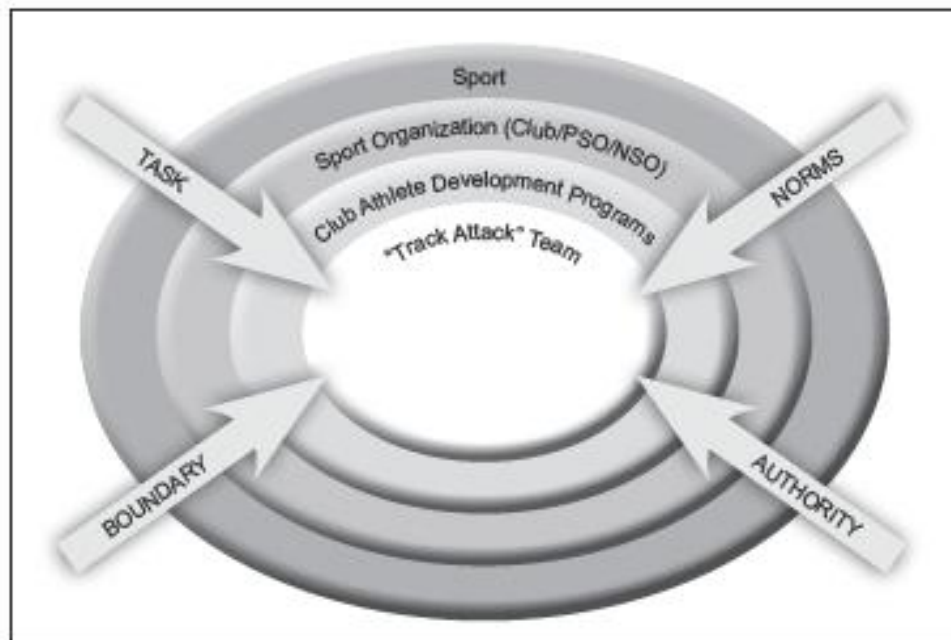 Sport
Sport Organization (Club/PSO/NSO)
Club Athlete Development Programs
"Track Attack" Team
TASK
NORMS
BOUNDARY
AUTHORITY